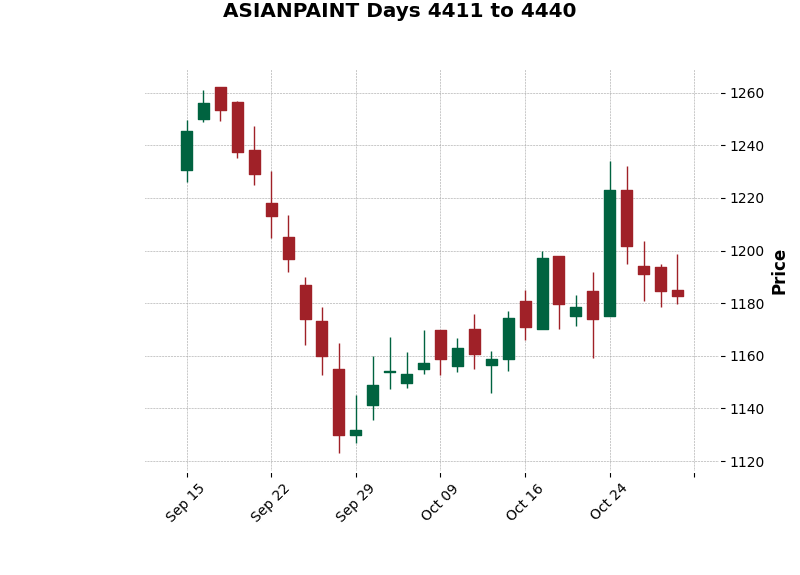 ASIANPAINT Days 4411 to 4440
1260
1240
1220
1200
1180
1160
1140
1120
Price
Sep 15
Sep 22
Sep 29
Oct 09
Oct 16
Oct 24